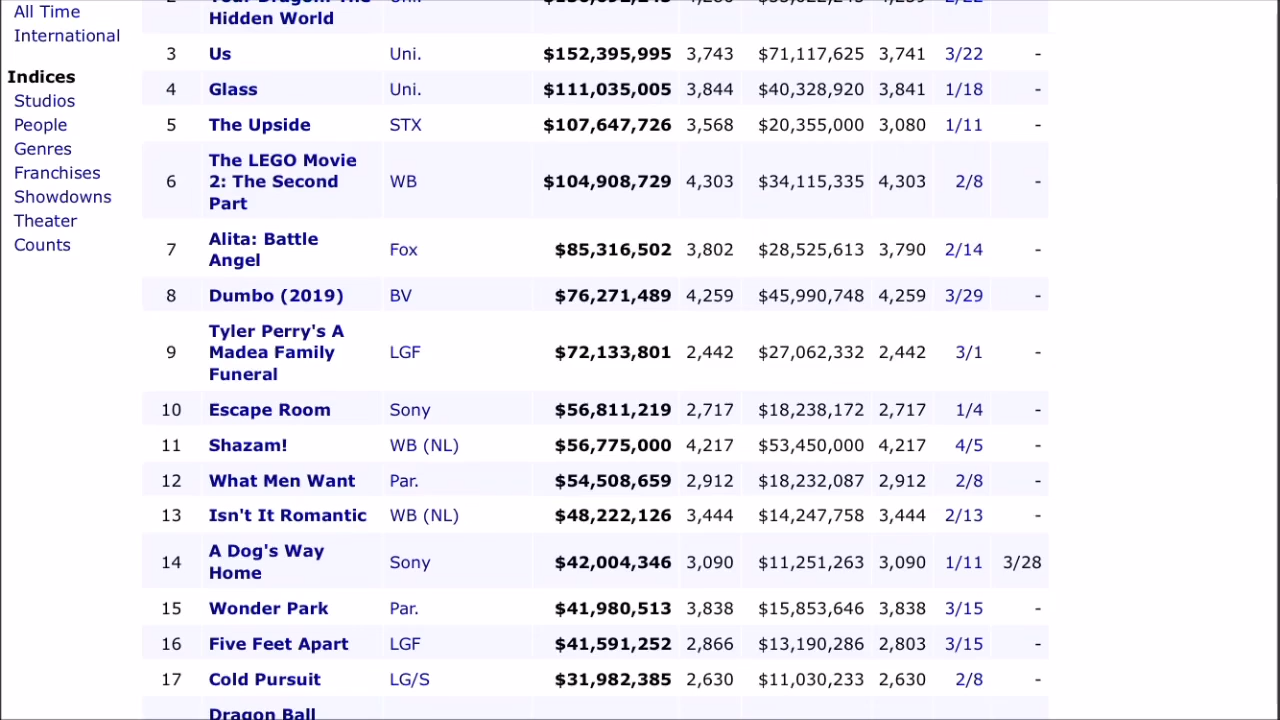 All Time
International
Indices
Studios
People
Genres
Franchises
Showdowns
Theater
Counts
Hidden World
3 Us Uni. $152,395,995 3,743 $71,117,625 3,741 3/22 -
4 Glass Uni. $111,035,005 3,844 $40,328,920 3,841 1/18 -
5 The Upside STX $107,647,726 3,568 $20,355,000 3,080 1/11 -
The LEGO Movie
6 2: The Second WB $104,908,729 4,303 $34,115,335 4,303 2/8 -
Part
Alita: Battle
7 Angel Fox $85,316,502 3,802 $28,525,613 3,790 2/14 -
8 Dumbo (2019) BV $76,271,489 4,259 $45,990,748 4,259 3/29 -
Tyler Perry's A
9 Madea Family LGF $72,133,801 2,442 $27,062,332 2,442 3/1 -
Funeral
10 Escape Room Sony $56,811,219 2,717 $18,238,172 2,717 1/4 -
11 Shazam! WB (NL) $56,775,000 4,217 $53,450,000 4,217 4/5 -
12 What Men Want Par. $54,508,659 2,912 $18,232,087 2,912 2/8 -
13 Isn't It Romantic WB (NL) $48,222,126 3,444 $14,247,758 3,444 2/13 -
A Dog's Way
14 Home Sony $42,004,346 3,090 $11,251,263 3,090 1/11 3/28
15 Wonder Park Par. $41,980,513 3,838 $15,853,646 3,838 3/15 -
16 Five Feet Apart LGF $41,591,252 2,866 $13,190,286 2,803 3/15 -
17 Cold Pursuit LG/S $31,982,385 2,630 $11,030,233 2,630 2/8 -
Dragon Ball